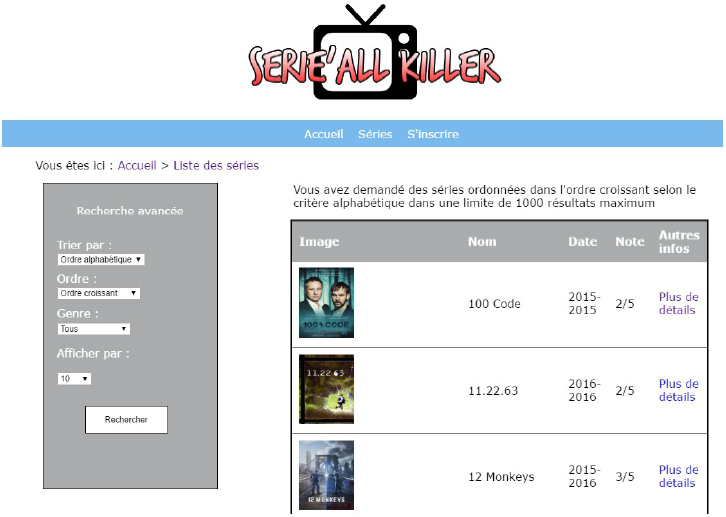 SERIE'ALL KILLER
Accueil Séries S'inscrire
Vous êtes ici : Accueil > Liste des séries
Recherche avancée
Trier par :
Ordre alphabétique
Ordre :
Ordre croissant
Genre :
Tous
Afficher par :
10
Rechercher
Vous avez demandé des séries ordonnées dans l'ordre croissant selon le
critère alphabétique dans une limite de 1000 résultats maximum
Image Nom Date Note Autres
infos
100 CODE
100 Code 2015-
2015 2/5 Plus de
détails
11.22.63
11.22.63 2016-
2016 2/5 Plus de
détails
12 MONKEYS
12 Monkeys 2015-
2016 3/5 Plus de
détails